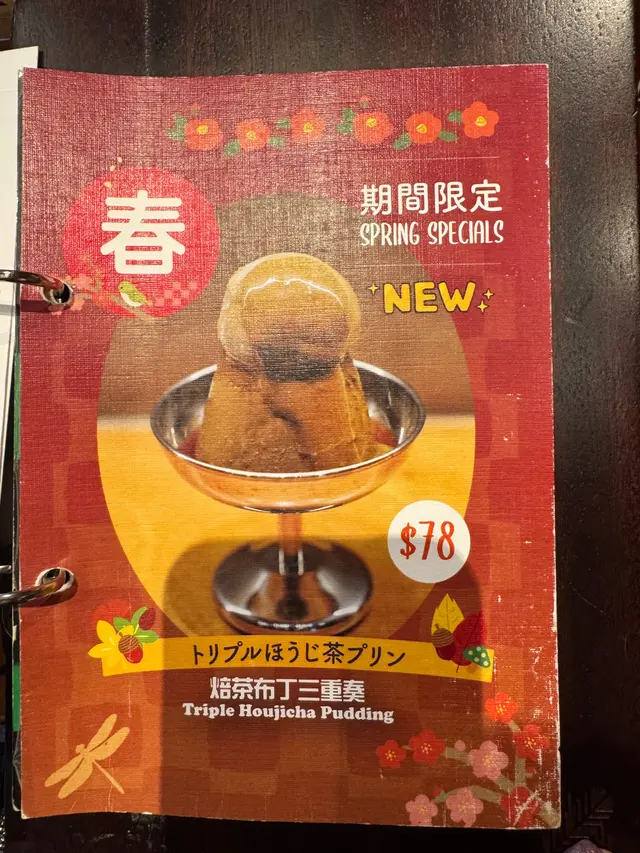 春
期間限定
SPRING SPECIALS
NEW
$78
トリプルほうじ茶プリン
焙茶布丁三重奏
Triple Houjicha Pudding